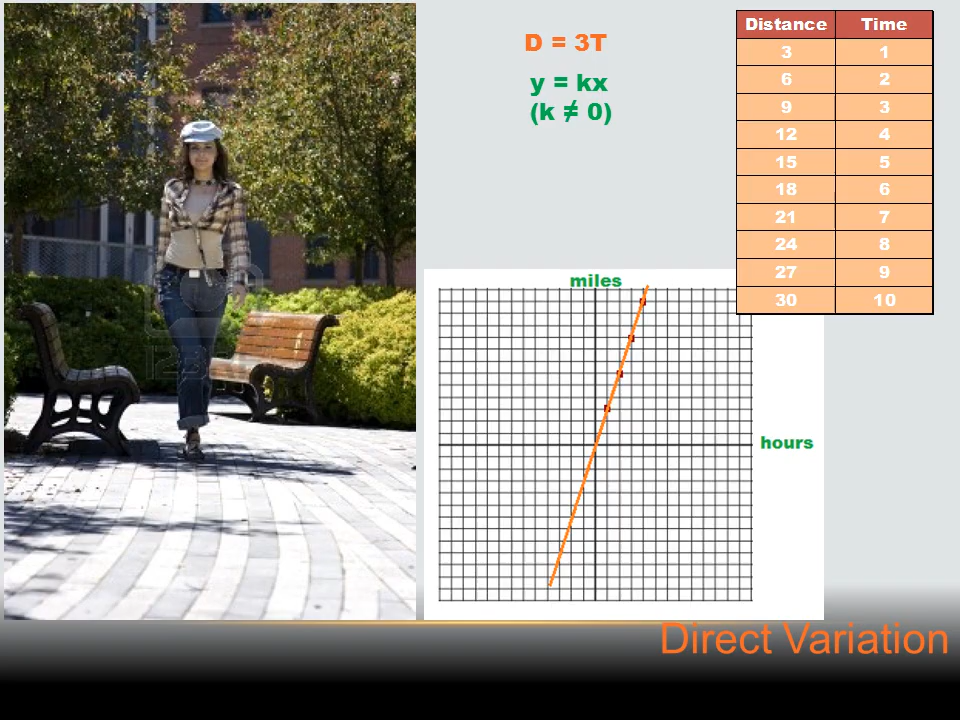 D = 3T
y = kx
(k ≠ 0)
Distance Time
3 1
6 2
9 3
12 4
15 5
18 6
21 7
24 8
27 9
30 10
miles
hours
Direct Variation